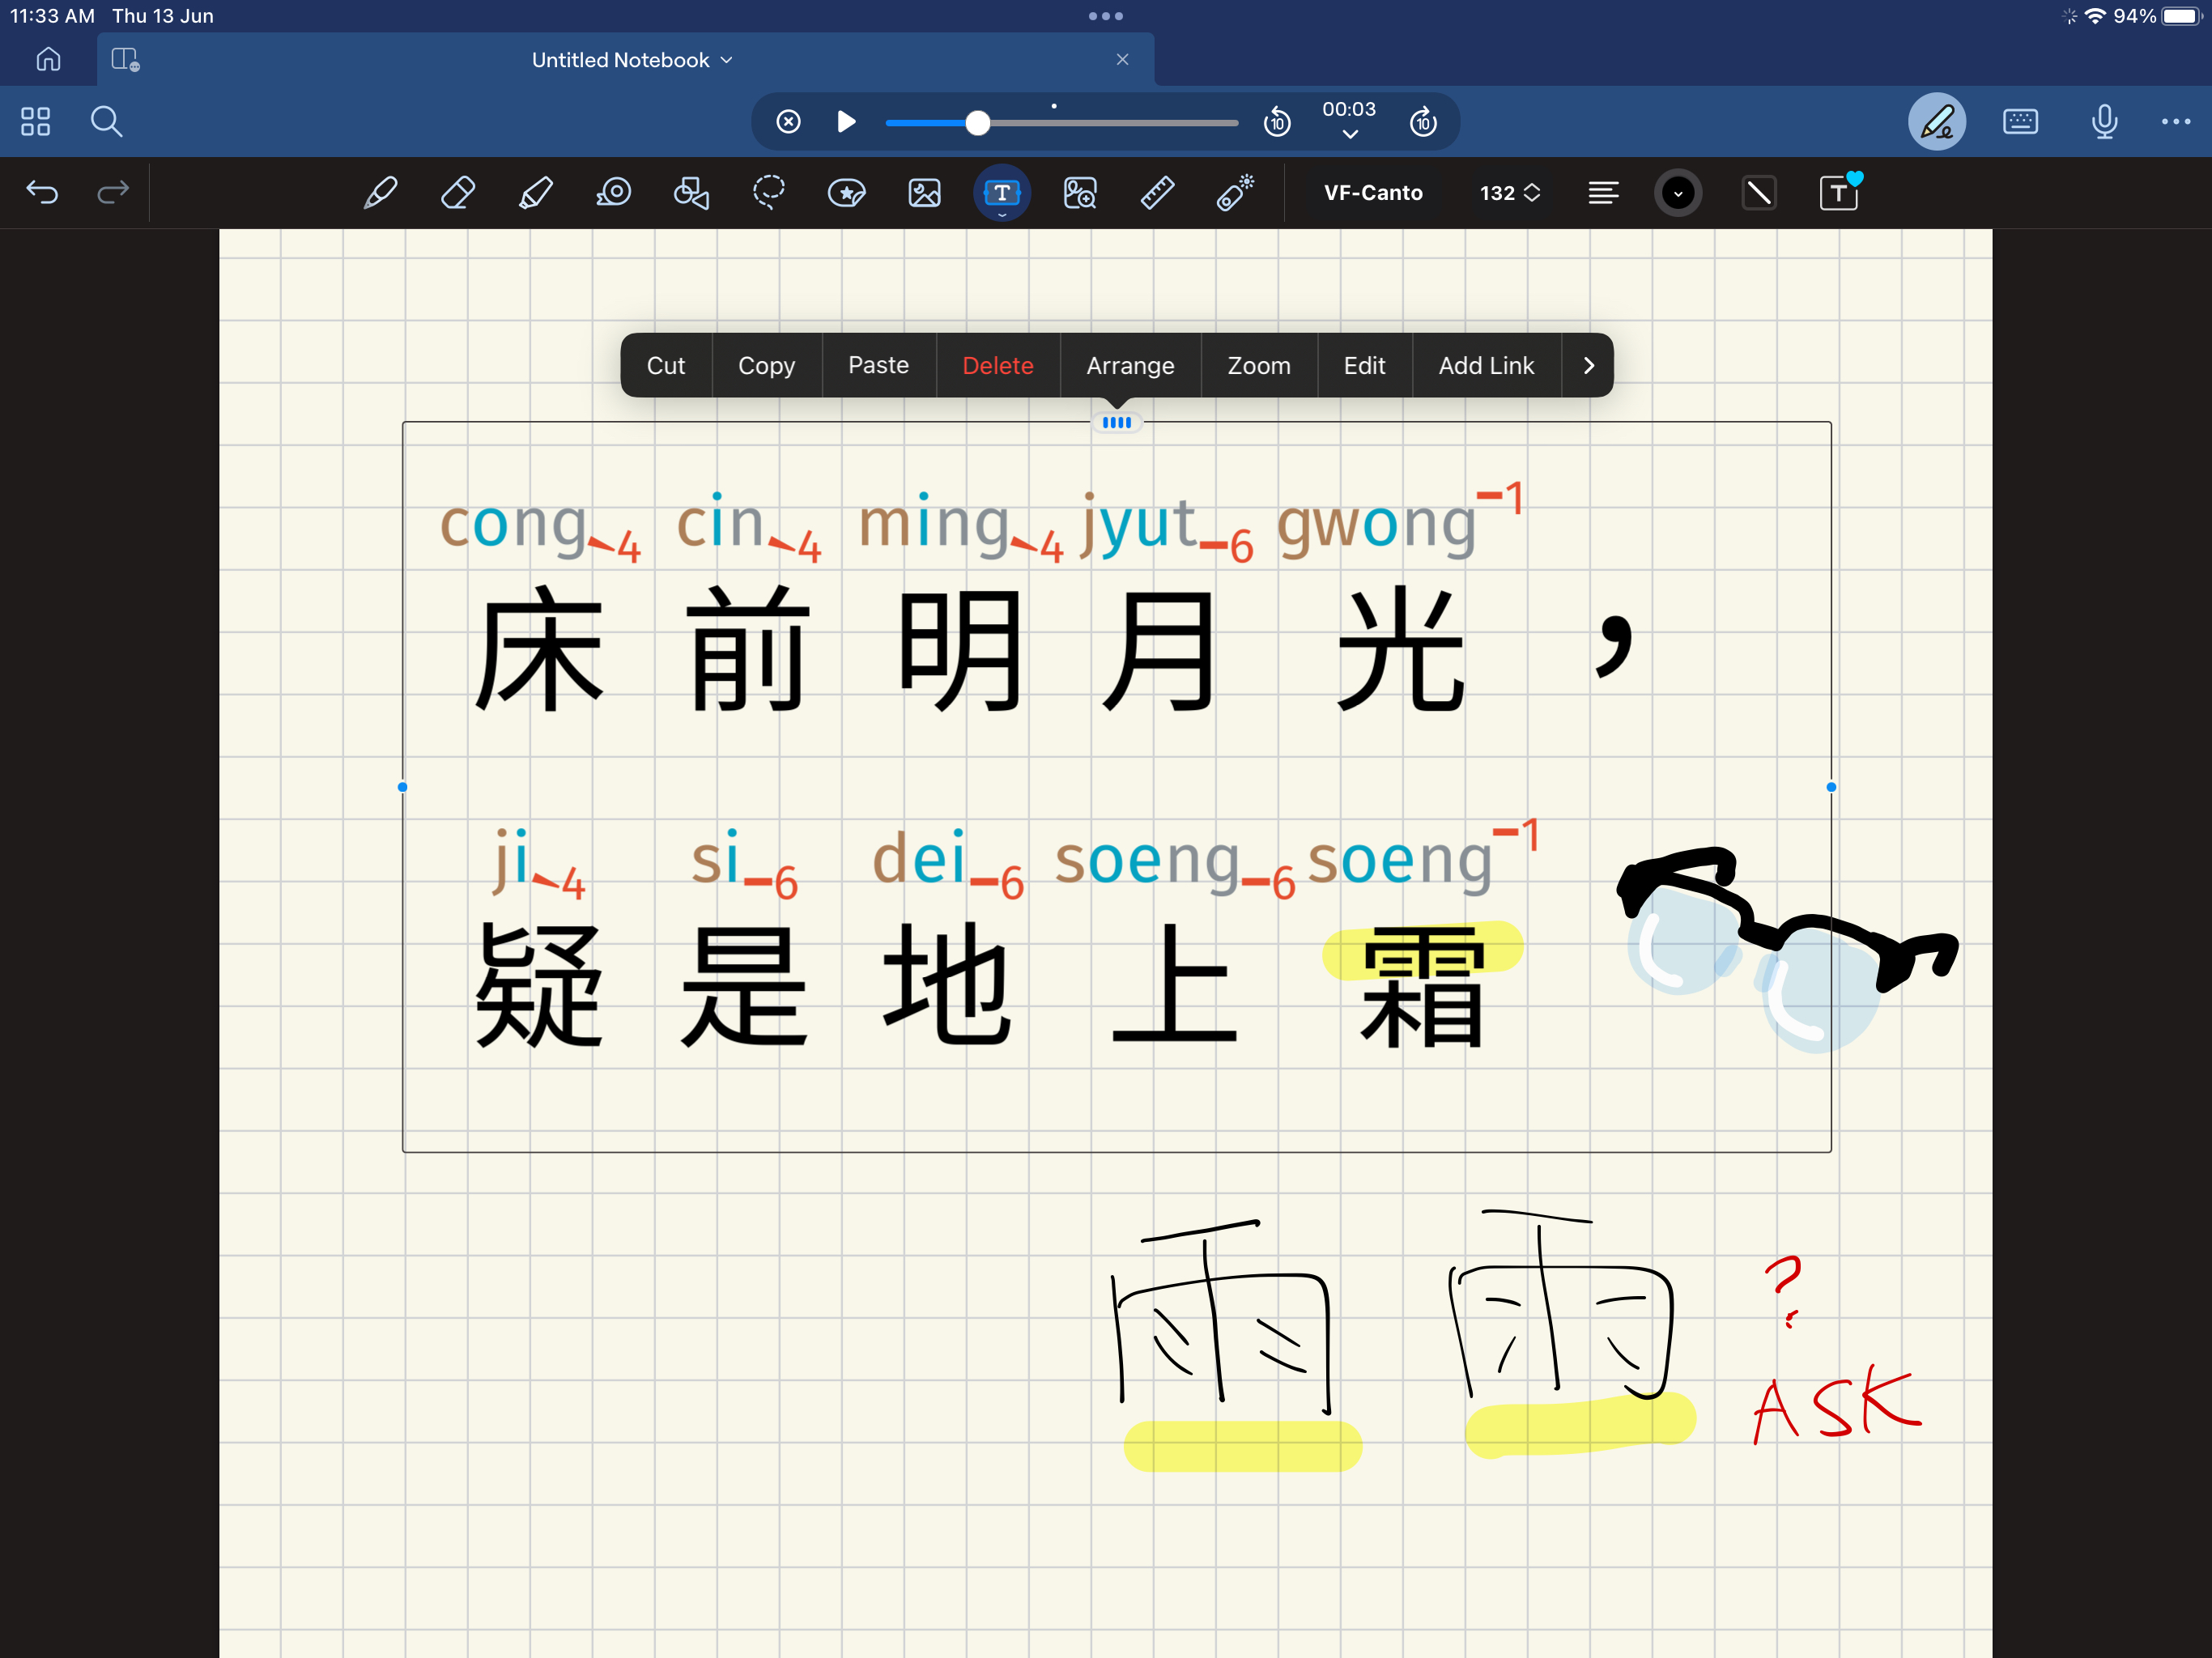 11:33 AM Thu 13 Jun
94%
Untitled Notebook
10 00:03 10
VF-Canto 132
Cut Copy Paste Delete Arrange Zoom Edit Add Link
cong4 cin4 ming4 jyut6 gwong1
床前明月光，
ji4 si6 dei6 soeng6 soeng1
疑是地上霜
雨 雨 ?
ASK